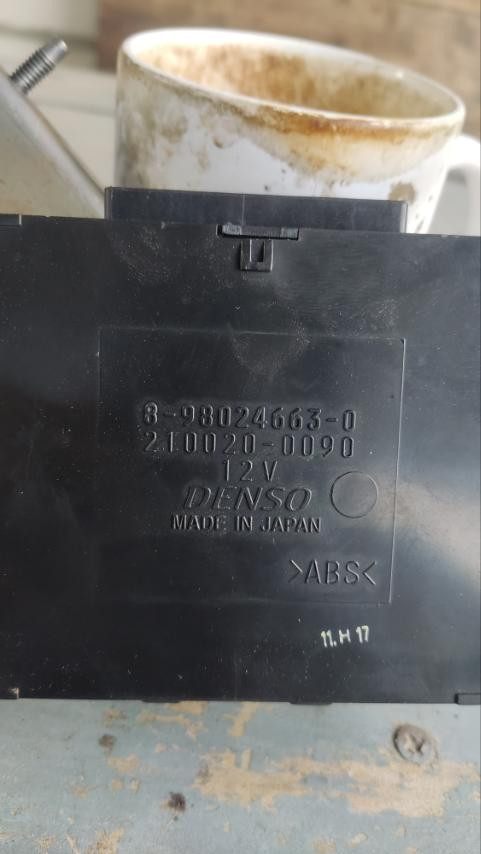 8-98024663-0
210020-0090
12V
DENSO
MADE IN JAPAN
>ABS<
11.H 17